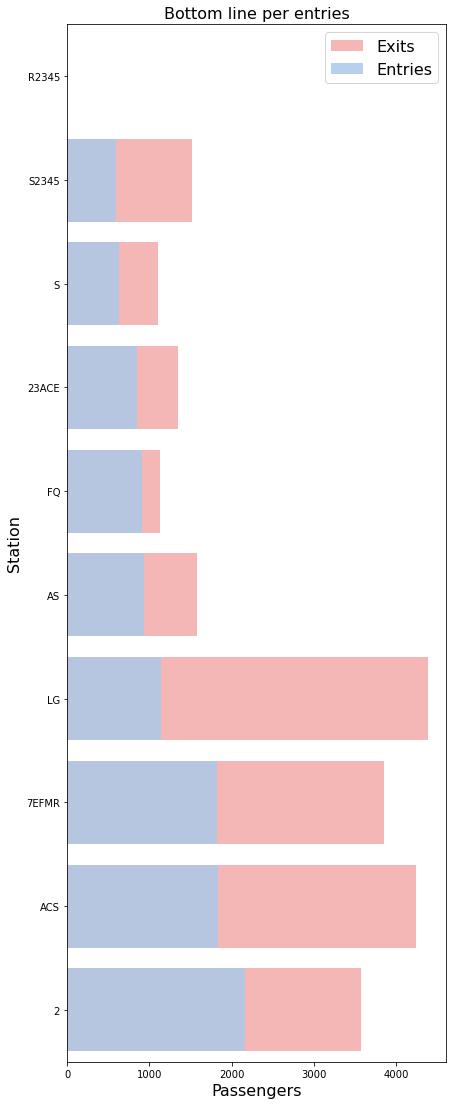 Bottom line per entries
Exits
Entries
R2345
S2345
S
23ACE
FQ
AS
LG
7EFMR
ACS
2
Station
0 1000 2000 3000 4000
Passengers